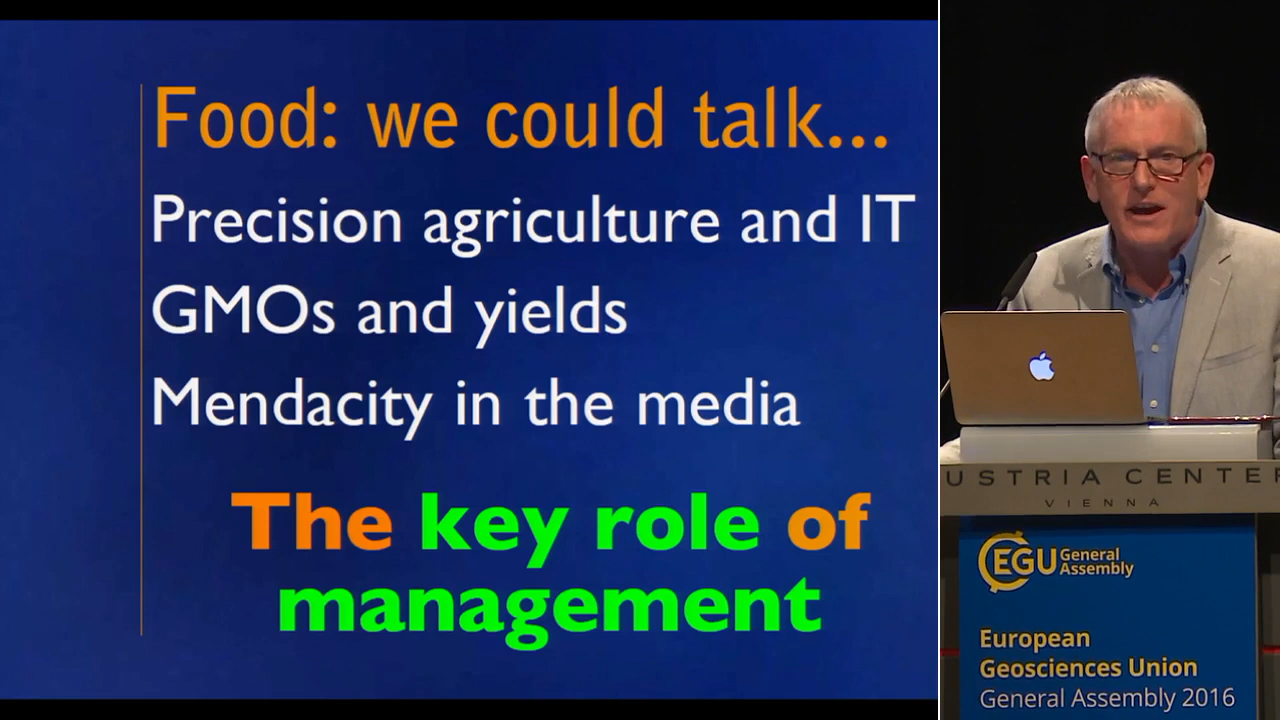 Food: we could talk...
Precision agriculture and IT
GMOs and yields
Mendacity in the media
The key role of
management
USTRIA CENTER
VIENNA
EGU General
Assembly
European
Geosciences Union
General Assembly 2016